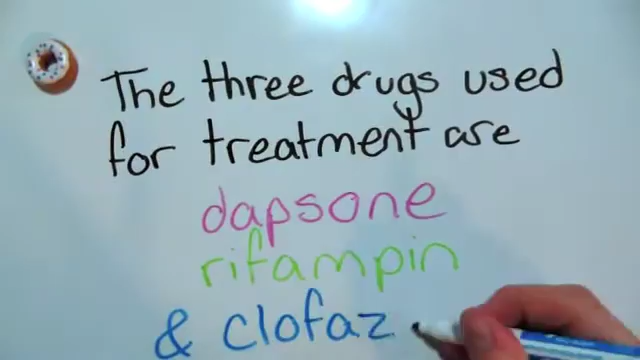 The three drugs used
for treatment are
dapsone
rifampin
& clofaz